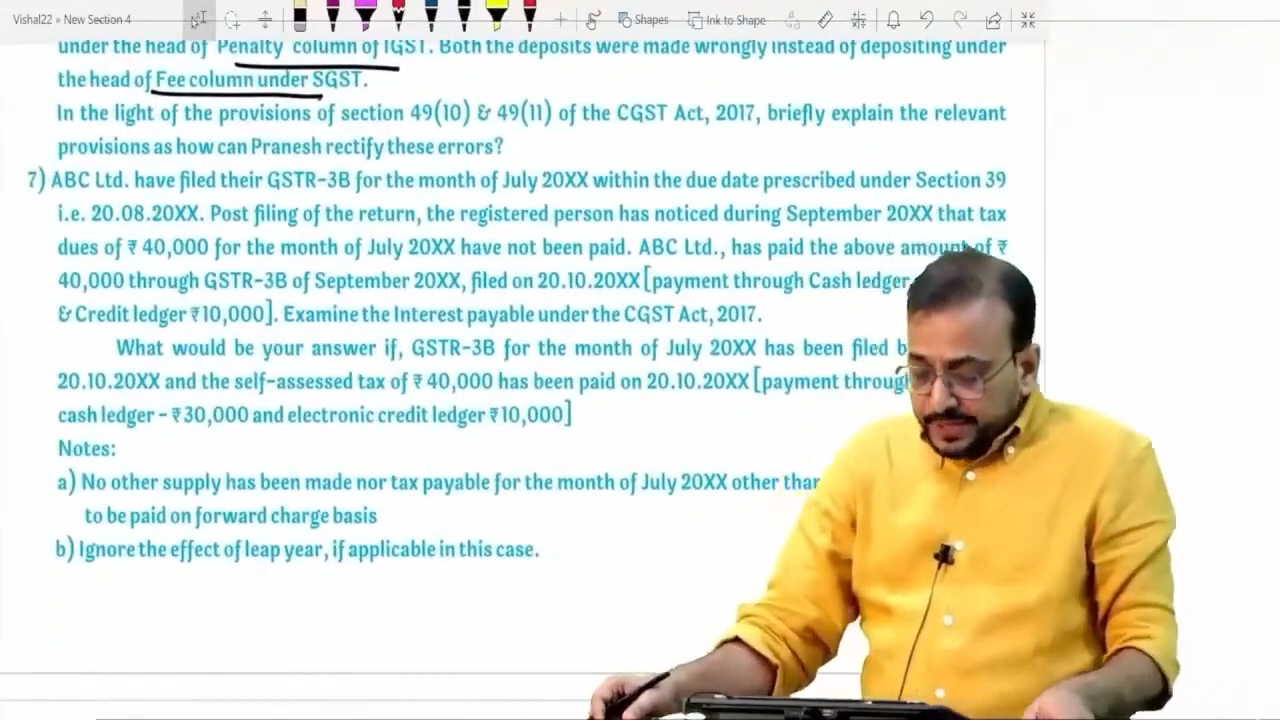 Vishal22 » New Section 4
Shapes
Ink to Shape
under the head of 'Penalty' column of IGST. Both the deposits were made wrongly instead of depositing under
the head of Fee column under SGST.
In the light of the provisions of section 49(10) & 49(11) of the CGST Act, 2017, briefly explain the relevant
provisions as how can Pranesh rectify these errors?
7) ABC Ltd. have filed their GSTR-3B for the month of July 20XX within the due date prescribed under Section 39
i.e. 20.08.20XX. Post filing of the return, the registered person has noticed during September 20XX that tax
dues of ₹ 40,000 for the month of July 20XX have not been paid. ABC Ltd., has paid the above amount of ₹
40,000 through GSTR-3B of September 20XX, filed on 20.10.20XX [payment through Cash ledger
& Credit ledger ₹10,000]. Examine the Interest payable under the CGST Act, 2017.
What would be your answer if, GSTR-3B for the month of July 20XX has been filed
20.10.20XX and the self-assessed tax of ₹ 40,000 has been paid on 20.10.20XX [payment
cash ledger - ₹ 30,000 and electronic credit ledger ₹10,000]
Notes:
a) No other supply has been made nor tax payable for the month of July 20XX other
to be paid on forward charge basis
b) Ignore the effect of leap year, if applicable in this case.